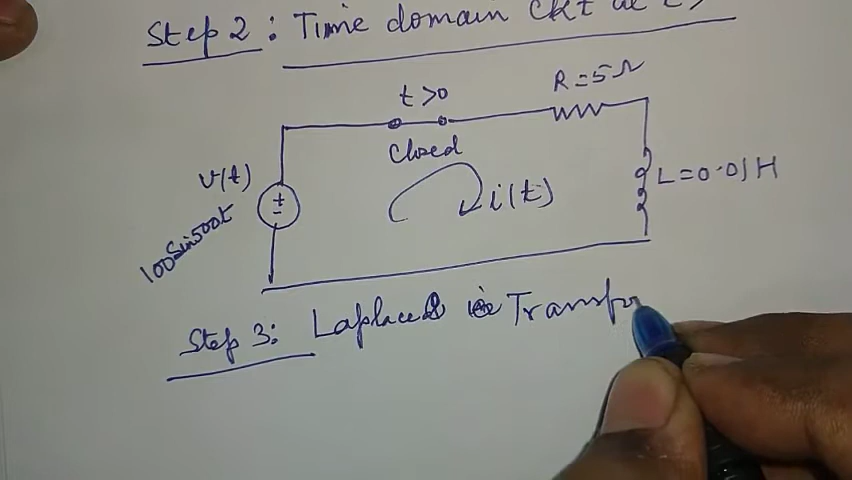 Step 2: Time domain Ckt at t>
R=5Ω
t>0
Closed
v(t)
+
-
100Sin500t
i(t)
L=0.01H
Step 3: Laplace Transfo